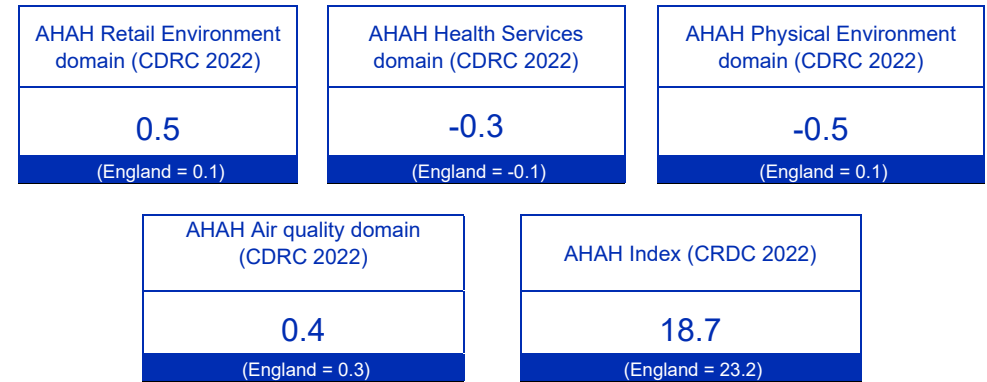 AHAH Retail Environment
domain (CDRC 2022)
0.5
(England = 0.1)
AHAH Health Services
domain (CDRC 2022)
-0.3
(England = -0.1)
AHAH Physical Environment
domain (CDRC 2022)
-0.5
(England = 0.1)
AHAH Air quality domain
(CDRC 2022)
0.4
(England = 0.3)
AHAH Index (CRDC 2022)
18.7
(England = 23.2)